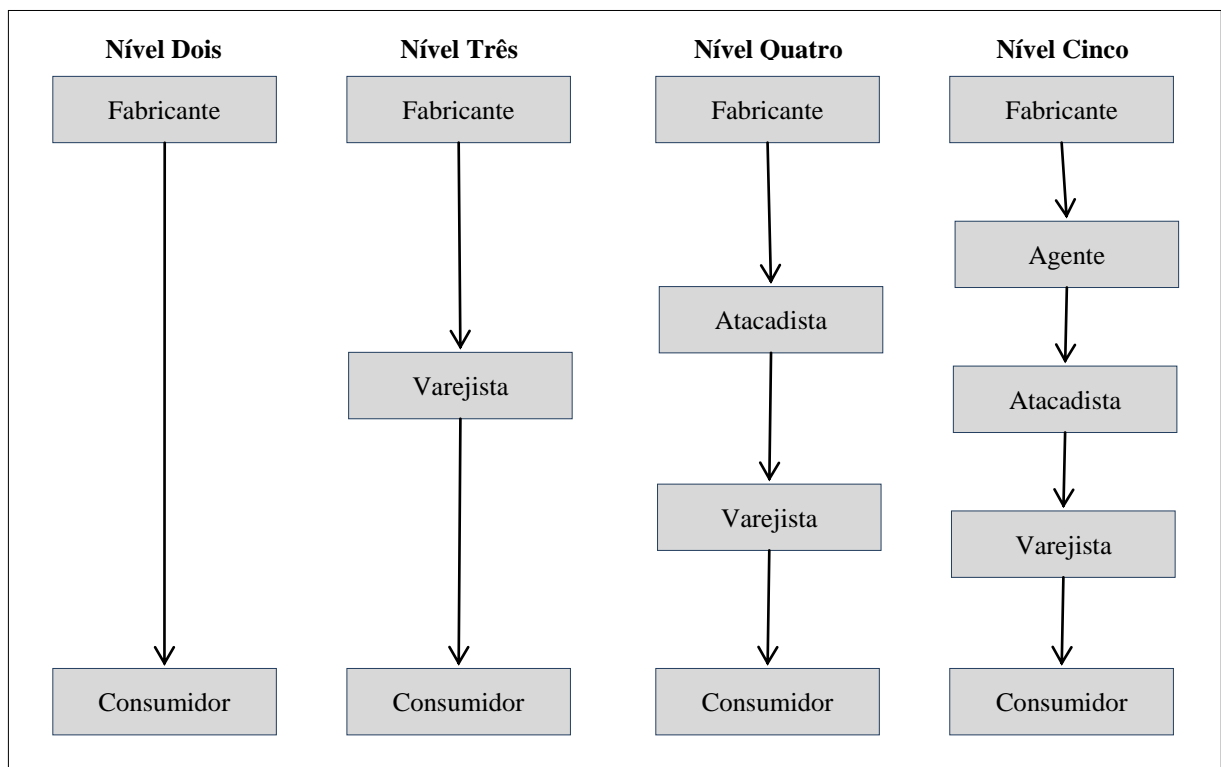 Nível Dois
Nível Três
Nível Quatro
Nível Cinco
Fabricante
Fabricante
Fabricante
Fabricante
Agente
Atacadista
Varejista
Atacadista
Varejista
Varejista
Consumidor
Consumidor
Consumidor
Consumidor